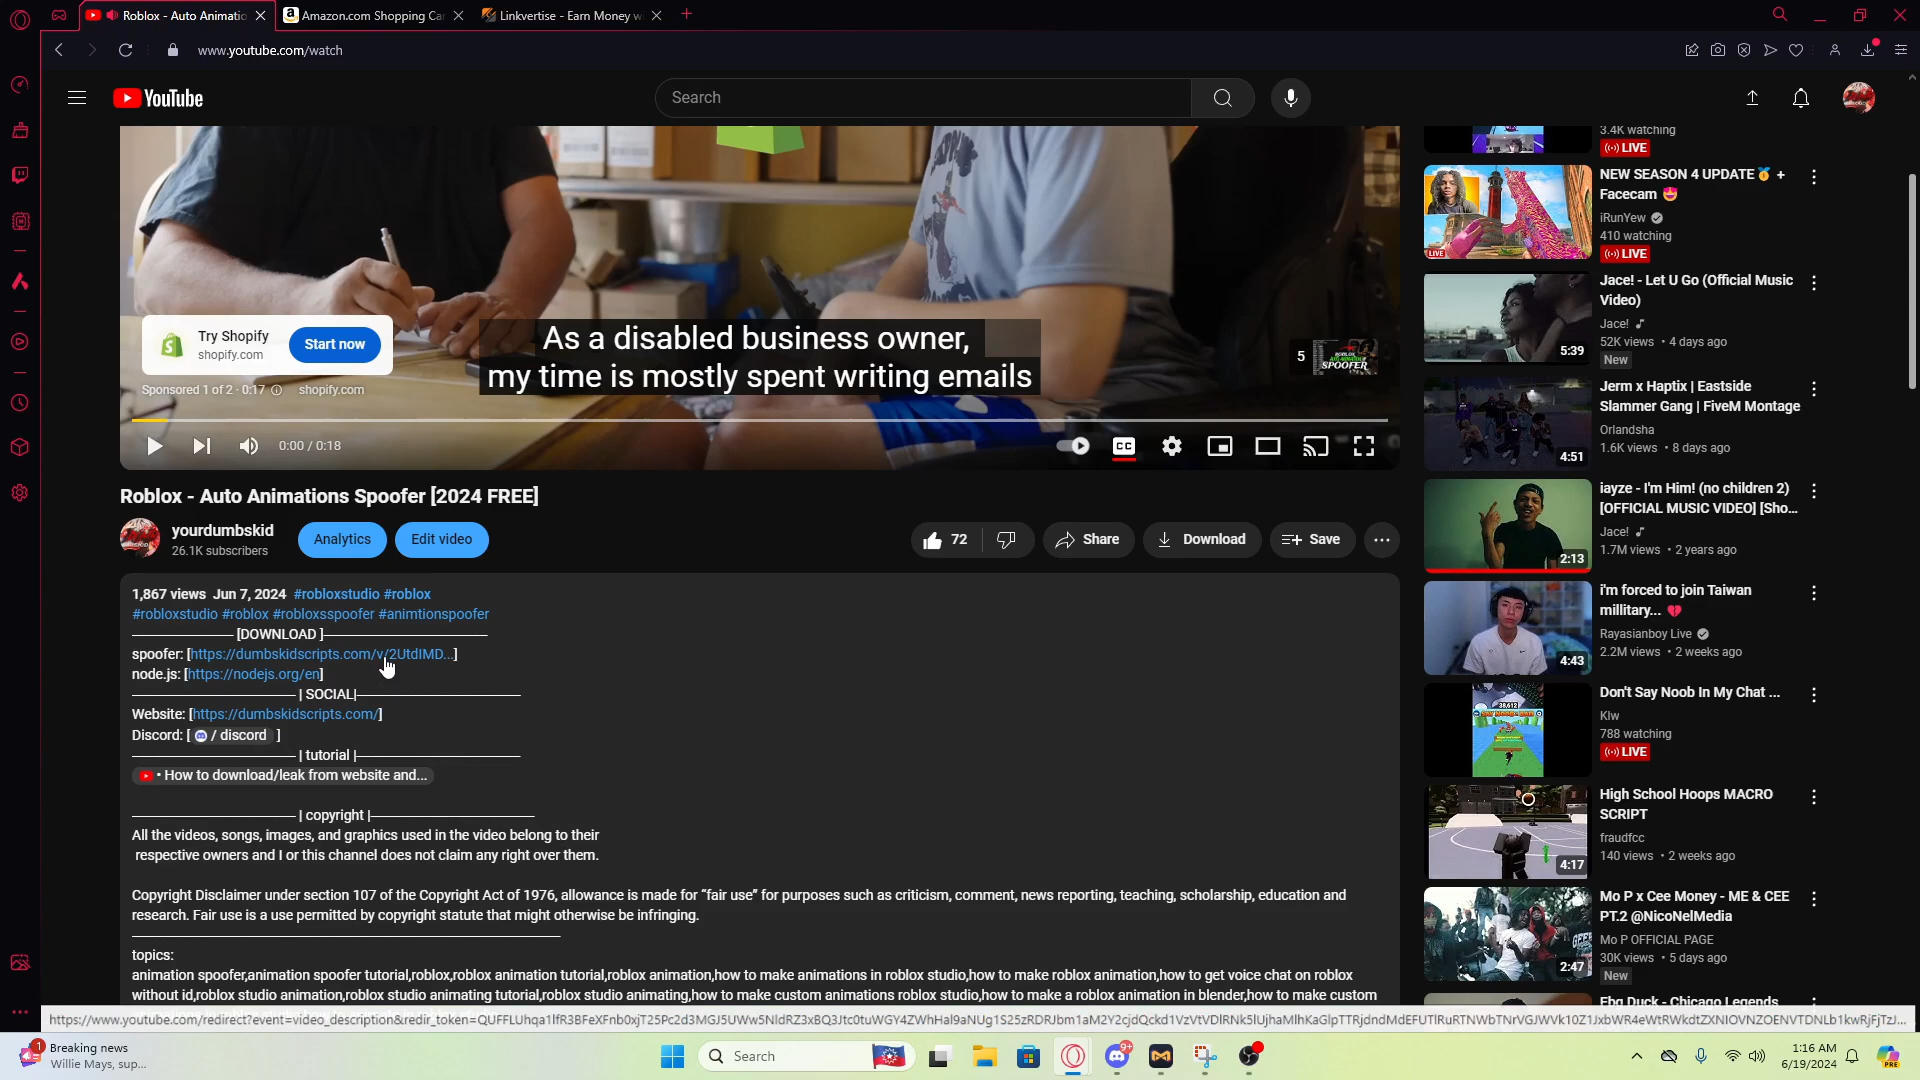 Roblox - Auto Animatio
Amazon.com Shopping Ca
Linkvertise - Earn Money w
www.youtube.com/watch
YouTube
Search
3.4K watching
LIVE
As a disabled business owner,
my time is mostly spent writing emails
Try Shopify
shopify.com
Start now
Sponsored 1 of 2 · 0:17
shopify.com
5
SPOOFER
CC
0:00 / 0:18
Roblox - Auto Animations Spoofer [2024 FREE]
yourdumbskid
26.1K subscribers
Analytics
Edit video
72
Share
Download
Save
1,867 views Jun 7, 2024 #robloxstudio #roblox
#robloxstudio #roblox #robloxsspoofer #animtionspoofer
[DOWNLOAD ]
spoofer: [https://dumbskidscripts.com/v/2UtdIMD...]
node.js: [https://nodejs.org/en]
| SOCIAL|
Website: [https://dumbskidscripts.com/]
Discord: [ / discord ]
| tutorial |
• How to download/leak from website and...
| copyright |
All the videos, songs, images, and graphics used in the video belong to their
respective owners and I or this channel does not claim any right over them.
Copyright Disclaimer under section 107 of the Copyright Act of 1976, allowance is made for “fair use” for purposes such as criticism, comment, news reporting, teaching, scholarship, education and
research. Fair use is a use permitted by copyright statute that might otherwise be infringing.
topics:
animation spoofer,animation spoofer tutorial,roblox,roblox animation tutorial,roblox animation,how to make animations in roblox studio,how to make roblox animation,how to get voice chat on roblox
without id,roblox studio animation,roblox studio animating tutorial,roblox studio animating,how to make custom animations roblox studio,how to make a roblox animation in blender,how to make custom
NEW SEASON 4 UPDATE🥇 +
Facecam 🤩
iRunYew
410 watching
LIVE
LIVE
Jace! - Let U Go (Official Music
Video)
Jace!
52K views • 4 days ago
New
5:39
Jerm x Haptix | Eastside
Slammer Gang | FiveM Montage
Orlandsha
1.6K views • 8 days ago
4:51
iayze - I'm Him! (no children 2)
[OFFICIAL MUSIC VIDEO] [Sho...
Jace!
1.7M views • 2 years ago
2:13
i'm forced to join Taiwan
millitary... 💔
Rayasianboy Live
2.2M views • 2 weeks ago
4:43
Don't Say Noob In My Chat ...
Klw
788 watching
LIVE
38,612
High School Hoops MACRO
SCRIPT
fraudfcc
140 views • 2 weeks ago
4:17
Mo P x Cee Money - ME & CEE
PT.2 @NicoNelMedia
Mo P OFFICIAL PAGE
30K views • 5 days ago
New
2:47
Ebg Duck - Chicago Legends
1
Breaking news
Willie Mays, sup...
Search
9+
PRE
1:16 AM
6/19/2024